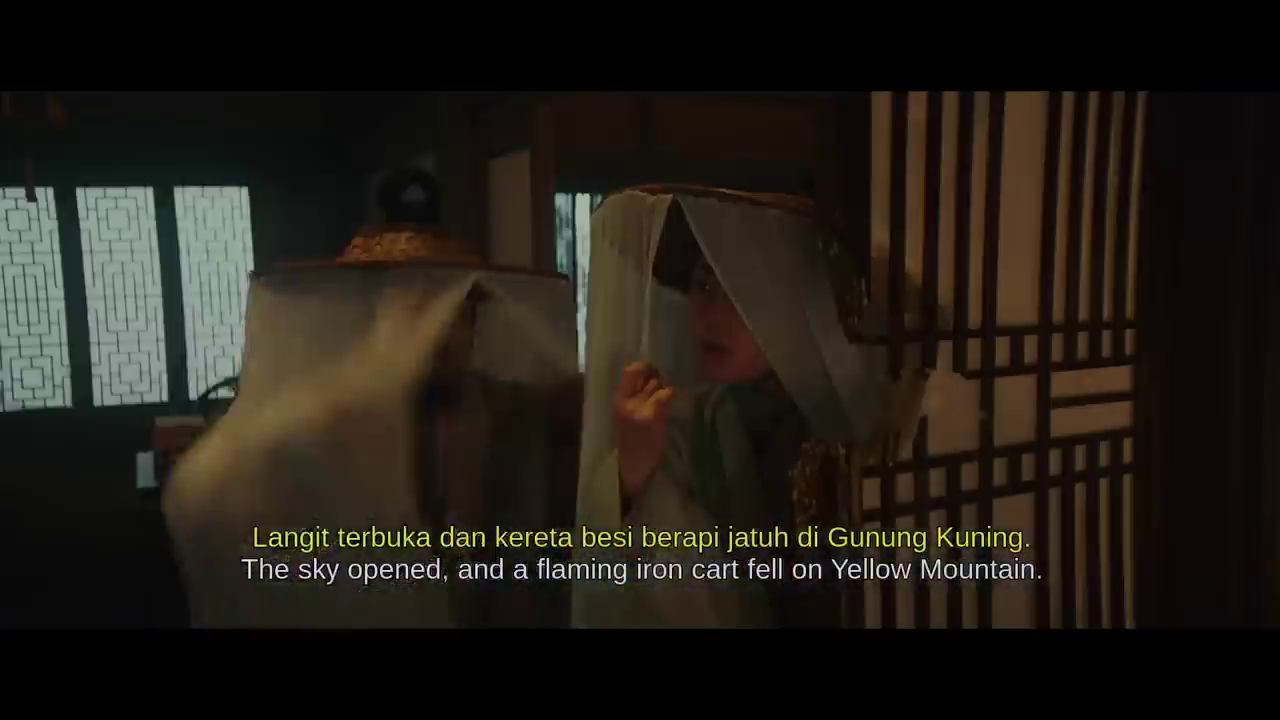 Langit terbuka dan kereta besi berapi jatuh di Gunung Kuning.
The sky opened, and a flaming iron cart fell on Yellow Mountain.